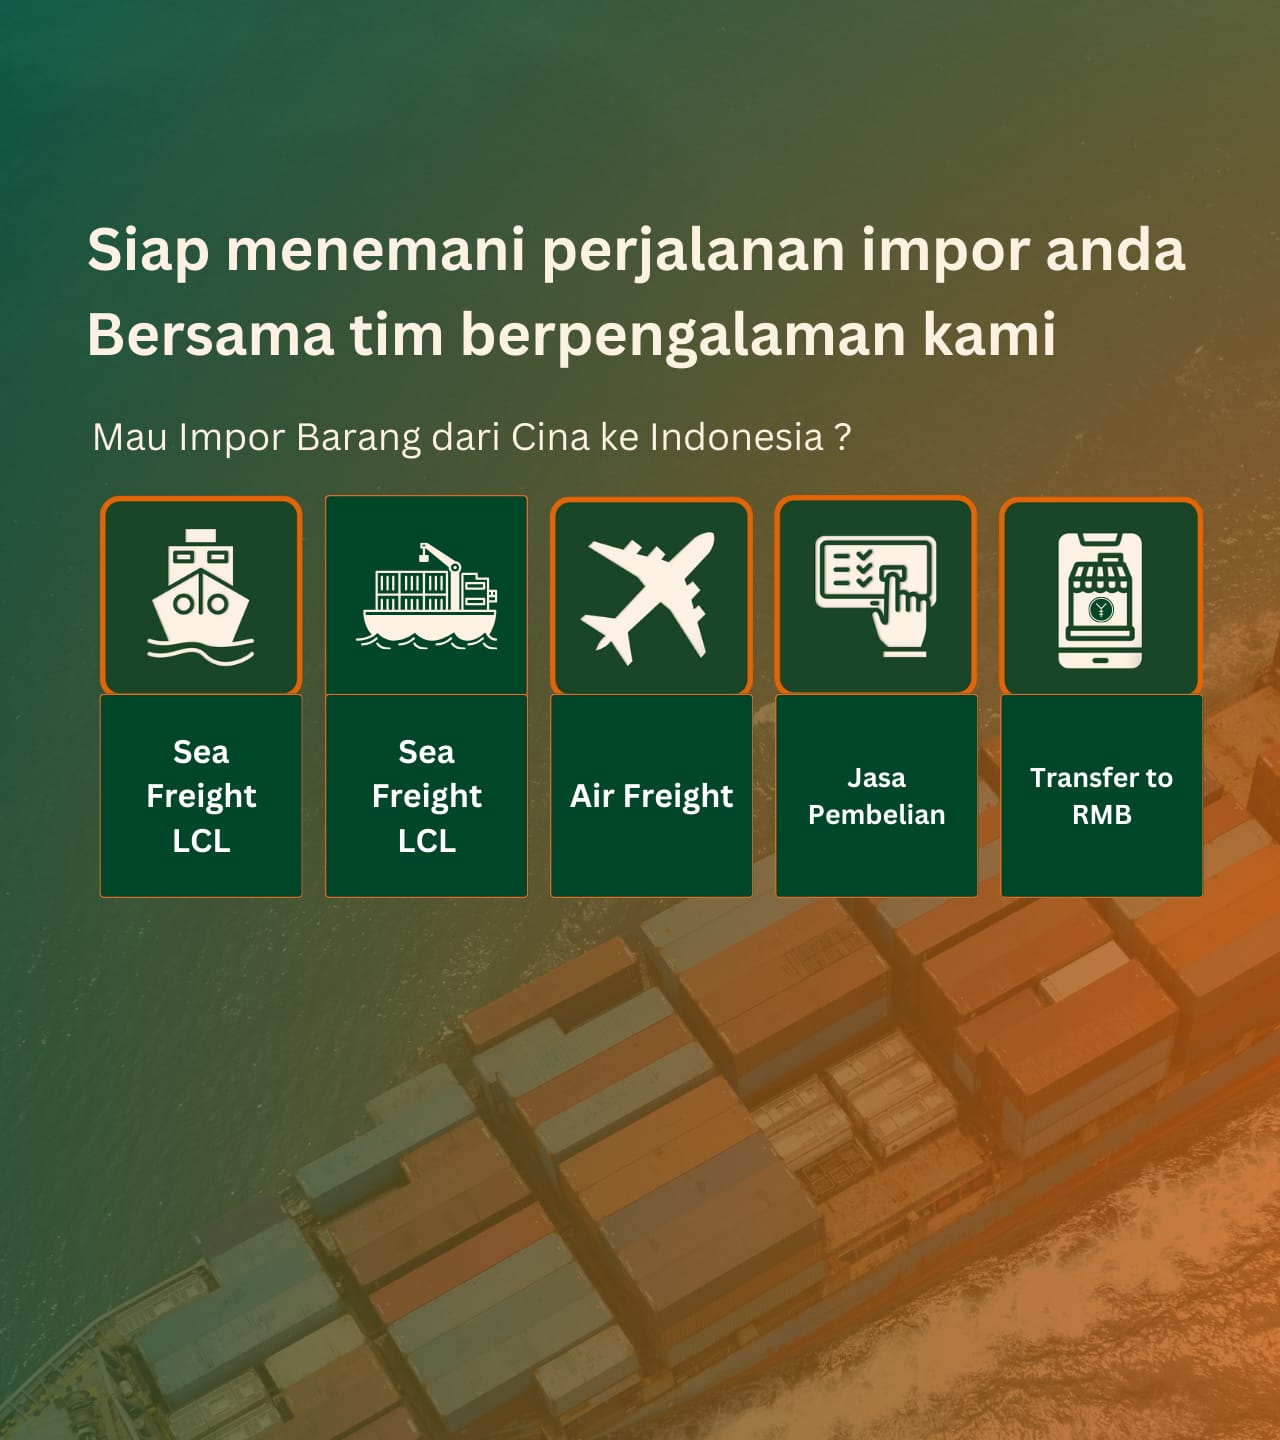 Siap menemani perjalanan impor anda
Bersama tim berpengalaman kami
Mau Impor Barang dari Cina ke Indonesia ?
Sea
Freight
LCL
Sea
Freight
LCL
Air Freight
Jasa
Pembelian
Transfer to
RMB